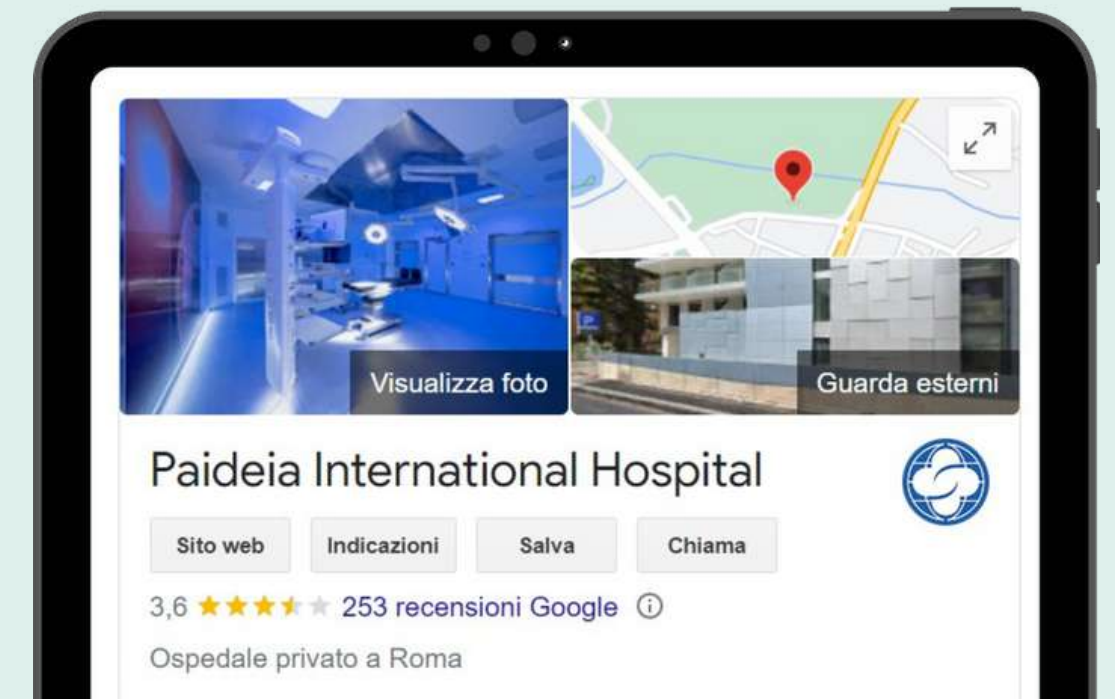 Visualizza foto
Guarda esterni
P
Paideia International Hospital
Sito web
Indicazioni
Salva
Chiama
3,6 253 recensioni Google
Ospedale privato a Roma